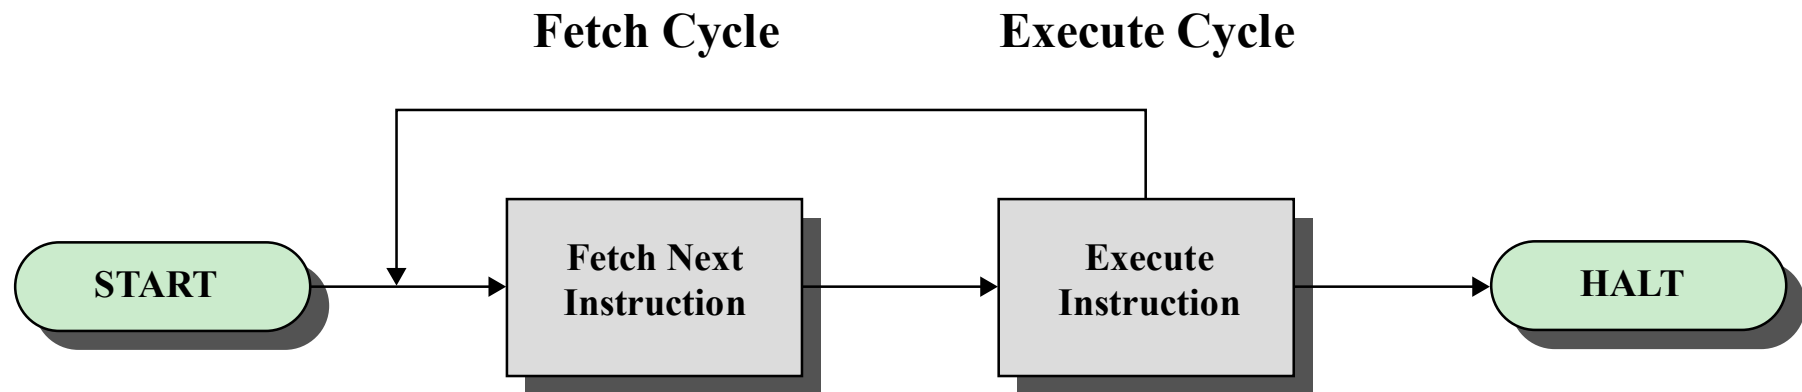 Fetch Cycle
Execute Cycle
START
Fetch Next
Instruction
Execute
Instruction
HALT